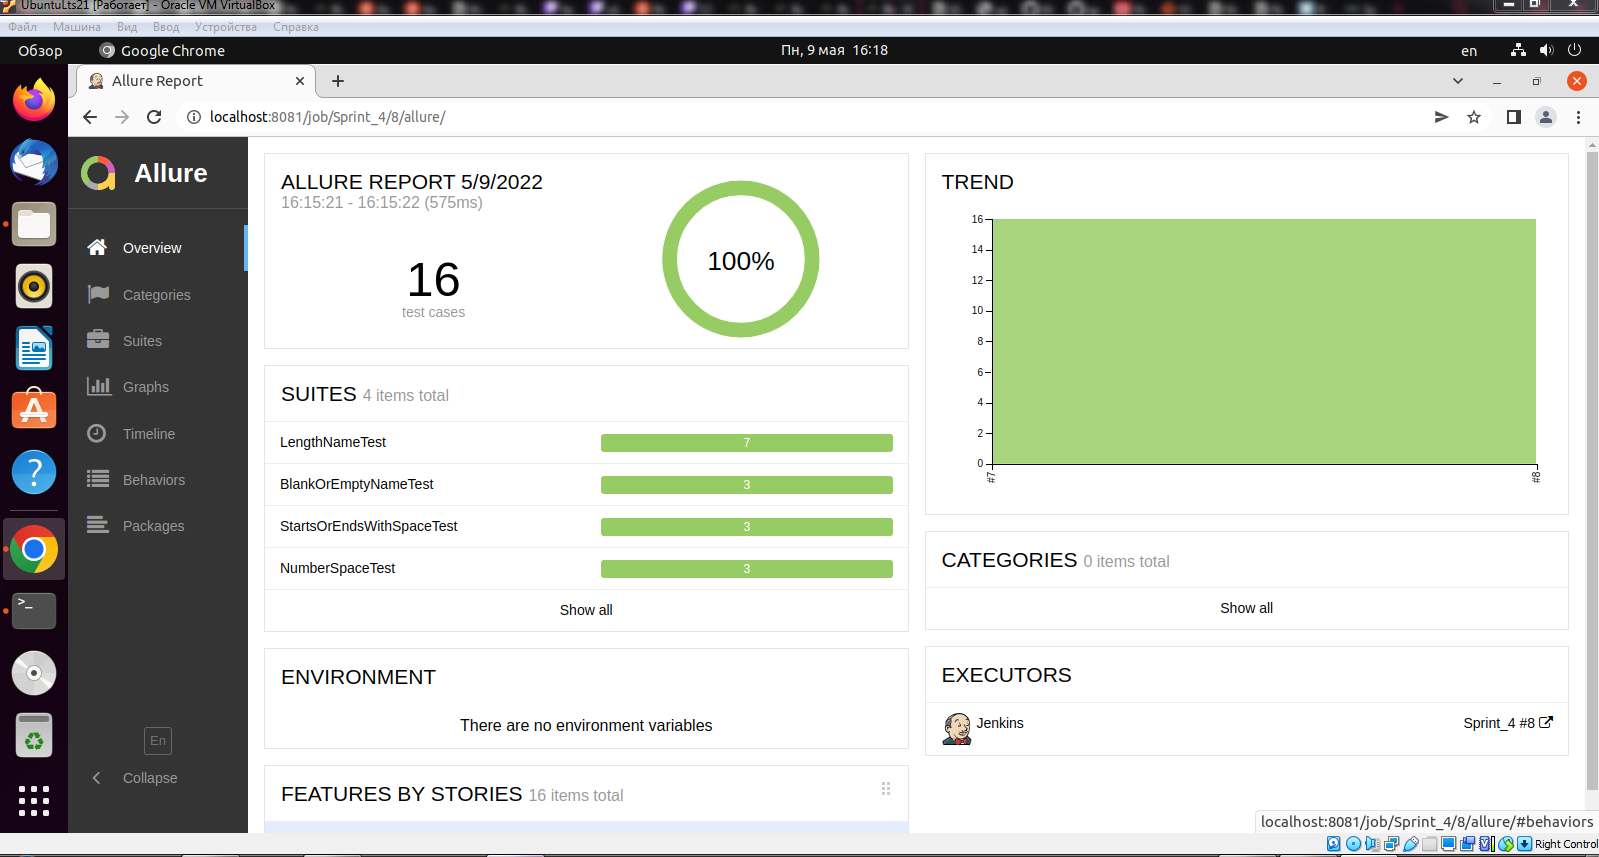 UbuntuLts21 [Работает] - Oracle VM VirtualBox
Файл Машина Вид Ввод Устройства Справка
Обзор Google Chrome Пн, 9 мая 16:18 en
Allure Report
localhost:8081/job/Sprint_4/8/allure/
Allure
Overview
Categories
Suites
Graphs
Timeline
Behaviors
Packages
En
Collapse
ALLURE REPORT 5/9/2022
16:15:21 - 16:15:22 (575ms)
16
test cases
100%
SUITES 4 items total
LengthNameTest 7
BlankOrEmptyNameTest 3
StartsOrEndsWithSpaceTest 3
NumberSpaceTest 3
Show all
ENVIRONMENT
There are no environment variables
FEATURES BY STORIES 16 items total
TREND
16
14
12
10
8
6
4
2
0
#7 #8
CATEGORIES 0 items total
Show all
EXECUTORS
Jenkins Sprint_4 #8
localhost:8081/job/Sprint_4/8/allure/#behaviors
Right Control